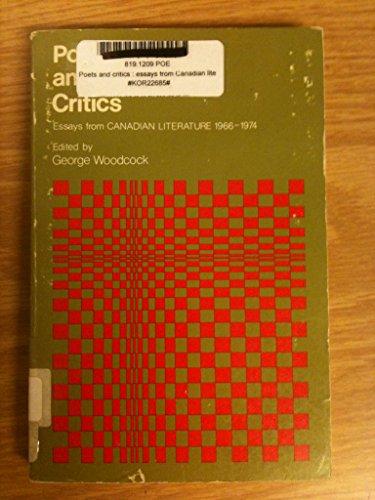 Po
an
Critics
819.1209 POE
Poets and critics : essays from Canadian lite
#KOR22685#
Essays from CANADIAN LITERATURE 1966-1974
Edited by
George Woodcock